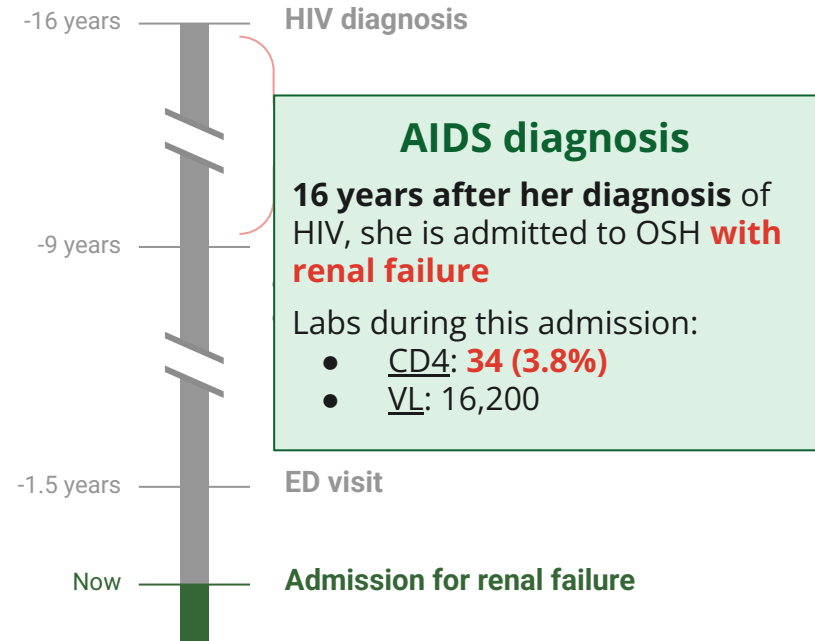 -16 years
HIV diagnosis
AIDS diagnosis
16 years after her diagnosis of
HIV, she is admitted to OSH with
renal failure
Labs during this admission:
● CD4: 34 (3.8%)
● VL: 16,200
-9 years
-1.5 years
ED visit
Now
Admission for renal failure